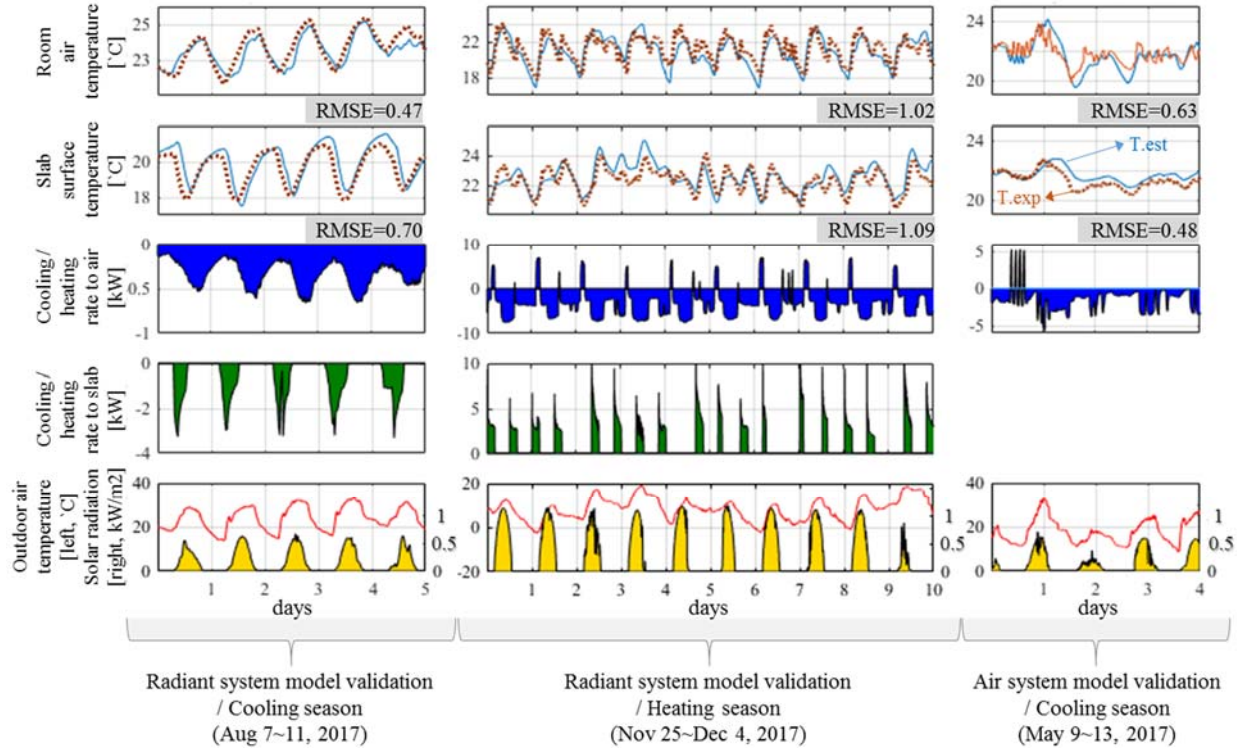 Room
air
temperature
[˚C]
25
23
22
20
18
24
22
20
RMSE=0.47
RMSE=1.02
RMSE=0.63
Slab
surface
temperature
[˚C]
20
18
24
22
24
22
20
T.est
T.exp
RMSE=0.70
RMSE=1.09
RMSE=0.48
Cooling/
heating
rate to air
[kW]
0
-0.5
-1
10
0
-10
5
0
-5
Cooling/
heating
rate to slab
[kW]
0
-2
-4
10
5
0
Outdoor air
temperature
[left, ˚C]
Solar radiation
[right, kW/m2]
40
20
0
1
0.5
0
20
0
-20
1
0.5
0
40
20
0
1
0.5
0
1 2 3 4 5
1 2 3 4 5 6 7 8 9 10
1 2 3 4
days
days
days
Radiant system model validation
/ Cooling season
(Aug 7~11, 2017)
Radiant system model validation
/ Heating season
(Nov 25~Dec 4, 2017)
Air system model validation
/ Cooling season
(May 9~13, 2017)